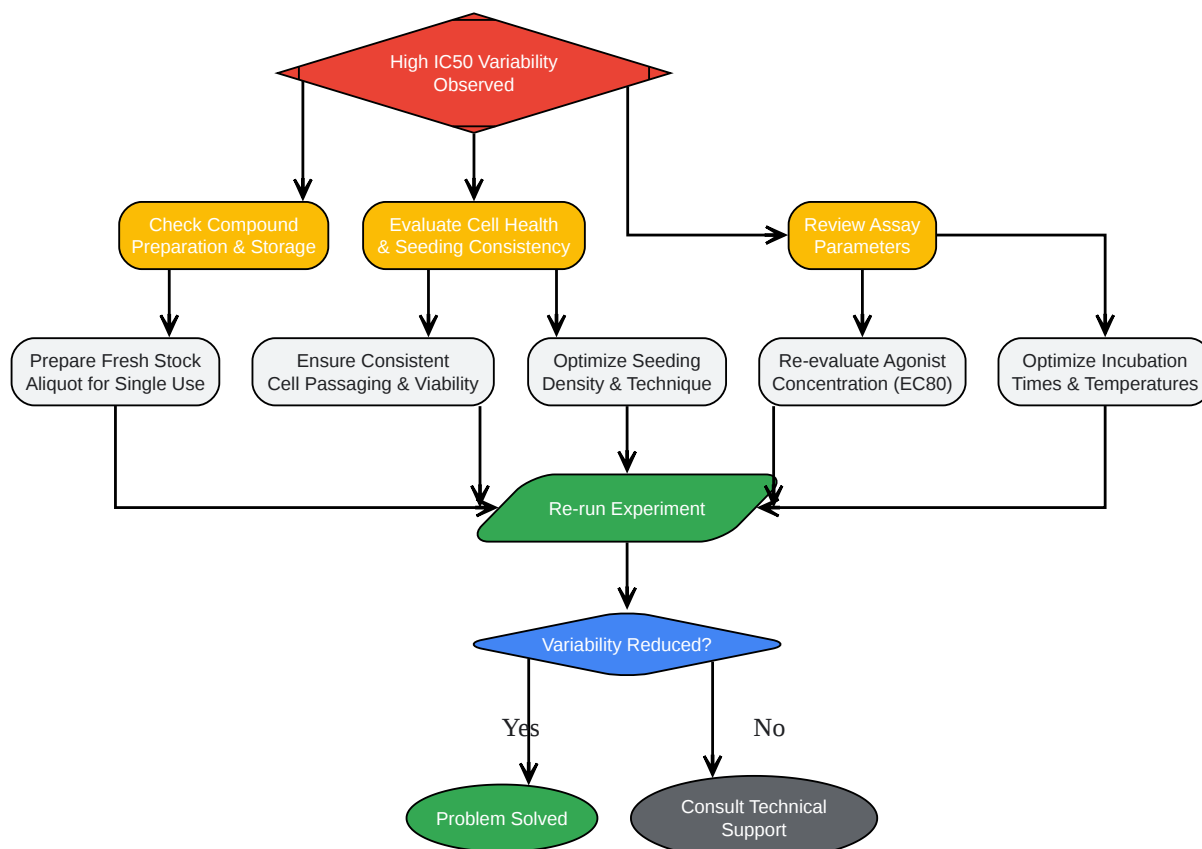 High IC50 Variability
Observed
Check Compound
Preparation & Storage
Evaluate Cell Health
& Seeding Consistency
Review Assay
Parameters
Prepare Fresh Stock
Aliquot for Single Use
Ensure Consistent
Cell Passaging & Viability
Optimize Seeding
Density & Technique
Re-evaluate Agonist
Concentration (EC80)
Optimize Incubation
Times & Temperatures
Re-run Experiment
Variability Reduced?
Yes
No
Problem Solved
Consult Technical
Support